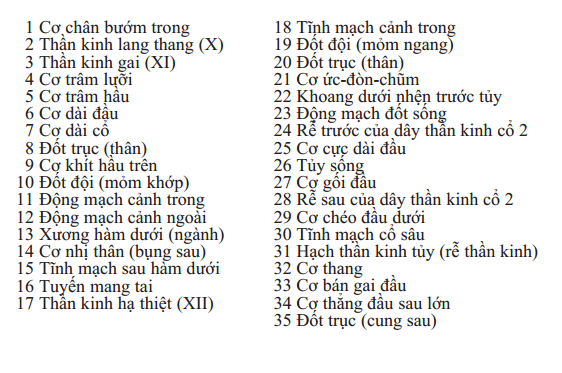 1 Cơ chân bướm trong
2 Thần kinh lang thang (X)
3 Thần kinh gai (XI)
4 Cơ trâm lưỡi
5 Cơ trâm hầu
6 Cơ dài đầu
7 Cơ dài cổ
8 Đốt trục (thân)
9 Cơ khít hầu trên
10 Đốt đội (mỏm khớp)
11 Động mạch cảnh trong
12 Động mạch cảnh ngoài
13 Xương hàm dưới (ngành)
14 Cơ nhị thân (bụng sau)
15 Tĩnh mạch sau hàm dưới
16 Tuyến mang tai
17 Thần kinh hạ thiệt (XII)
18 Tĩnh mạch cảnh trong
19 Đốt đội (mỏm ngang)
20 Đốt trục (thân)
21 Cơ ức-đòn-chũm
22 Khoang dưới nhện trước tủy
23 Động mạch đốt sống
24 Rễ trước của dây thần kinh cổ 2
25 Cơ cực dài đầu
26 Tủy sống
27 Cơ gối đầu
28 Rễ sau của dây thần kinh cổ 2
29 Cơ chéo đầu dưới
30 Tĩnh mạch cổ sâu
31 Hạch thần kinh tủy (rễ thần kinh)
32 Cơ thang
33 Cơ bán gai đầu
34 Cơ thẳng đầu sau lớn
35 Đốt trục (cung sau)